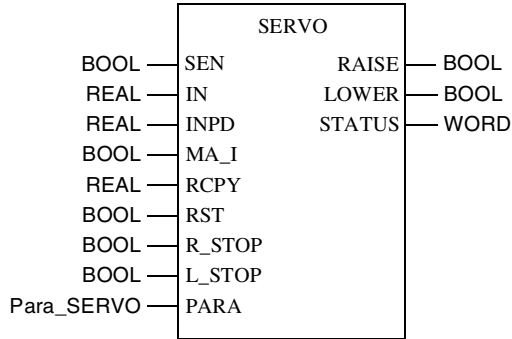 SERVO
BOOL SEN RAISE BOOL
REAL IN LOWER BOOL
REAL INPD STATUS WORD
BOOL MA_I
REAL RCPY
BOOL RST
BOOL R_STOP
BOOL L_STOP
Para_SERVO PARA